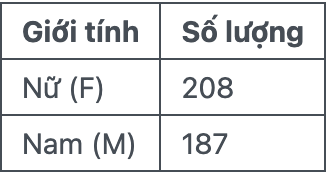 Giới tính Số lượng
Nữ (F) 208
Nam (M) 187